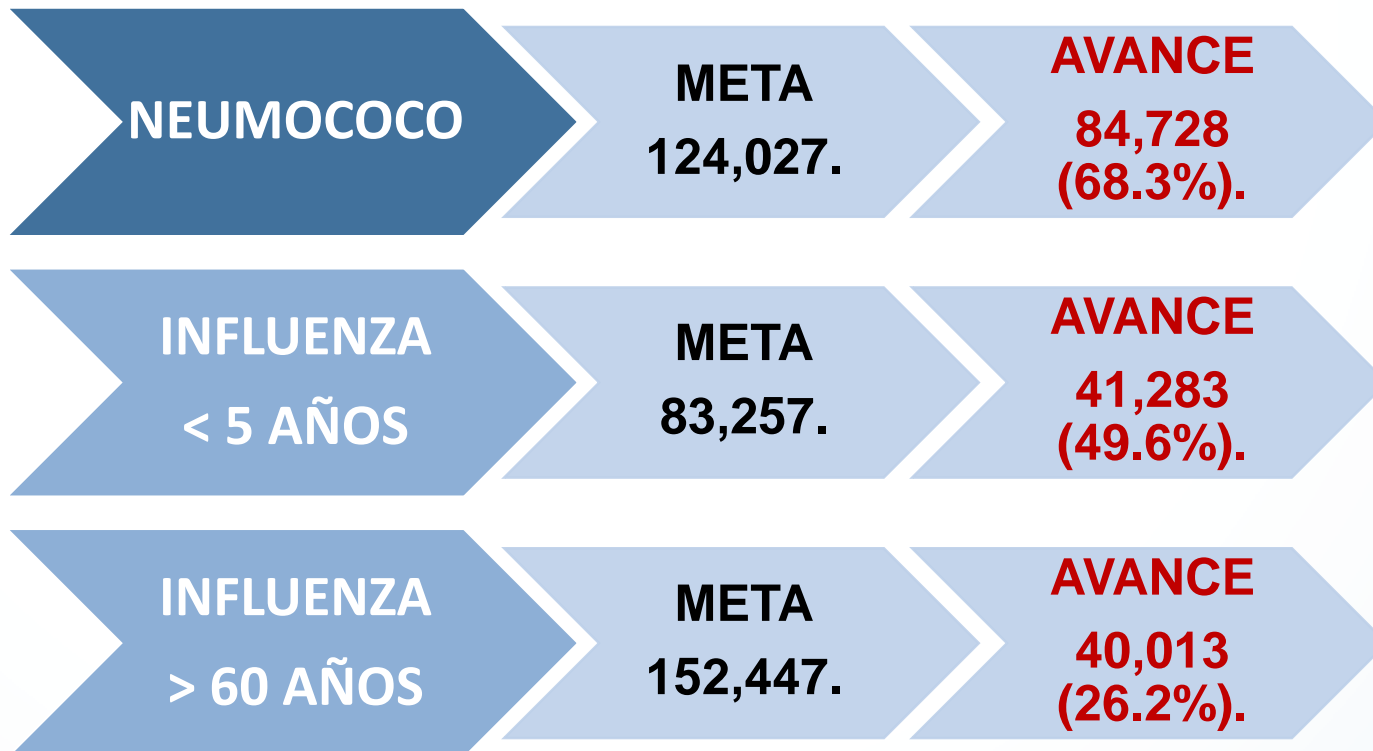 NEUMOCOCO
META
124,027.
AVANCE
84,728
(68.3%).
INFLUENZA
< 5 AÑOS
META
83,257.
AVANCE
41,283
(49.6%).
INFLUENZA
> 60 AÑOS
META
152,447.
AVANCE
40,013
(26.2%).